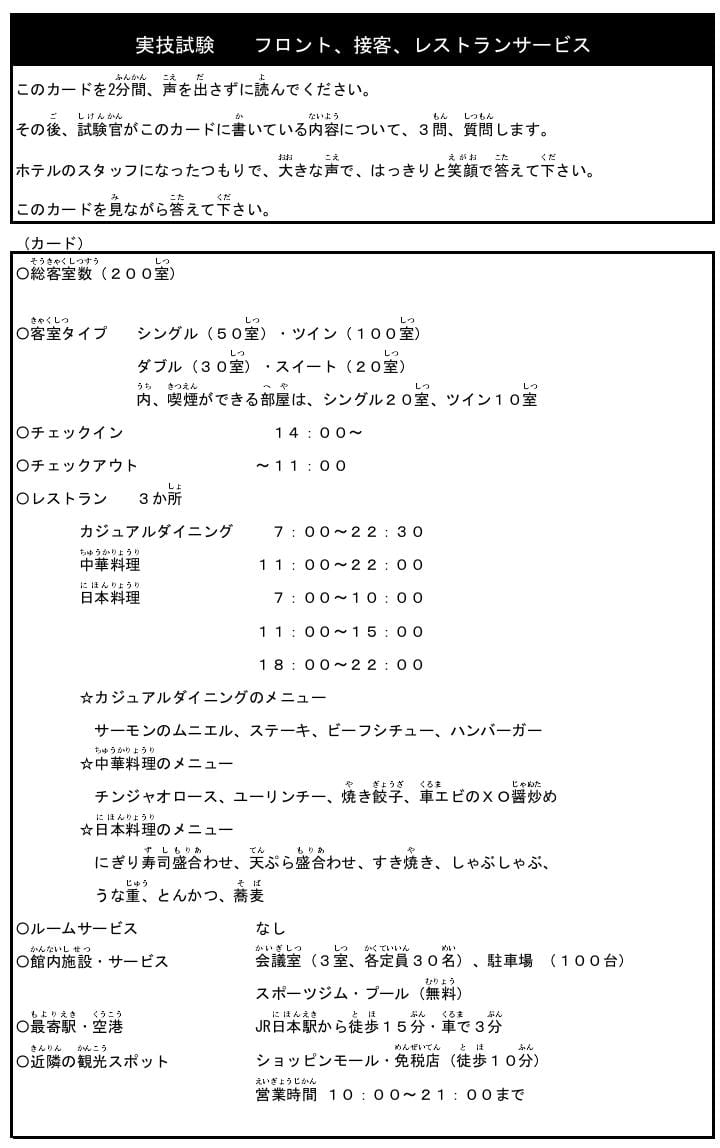 実技試験　　フロント、接客、レストランサービス
このカードを2分間、声を出さずに読んでください。
その後、試験官がこのカードに書いている内容について、３問、質問します。
ホテルのスタッフになったつもりで、大きな声で、はっきりと笑顔で答えて下さい。
このカードを見ながら答えて下さい。
（カード）
〇総客室数（２００室）
〇客室タイプ　　シングル（５０室）・ツイン（１００室）
ダブル（３０室）・スイート（２０室）
内、喫煙ができる部屋は、シングル２０室、ツイン１０室
〇チェックイン　　１４：００～
〇チェックアウト　　～１１：００
〇レストラン　　３か所
カジュアルダイニング　　７：００～２２：３０
中華料理　　１１：００～２２：００
日本料理　　７：００～１０：００
１１：００～１５：００
１８：００～２２：００
☆カジュアルダイニングのメニュー
サーモンのムニエル、ステーキ、ビーフシチュー、ハンバーガー
☆中華料理のメニュー
チンジャオロース、ユーリンチー、焼き餃子、車エビのＸＯ醤炒め
☆日本料理のメニュー
にぎり寿司盛合わせ、天ぷら盛合わせ、すき焼き、しゃぶしゃぶ、
うな重、とんかつ、蕎麦
〇ルームサービス　　なし
〇館内施設・サービス　　会議室（３室、各定員３０名）、駐車場　（１００台）
スポーツジム・プール（無料）
〇最寄駅・空港　　JR日本駅から徒歩１５分・車で３分
〇近隣の観光スポット　　ショッピンモール・免税店（徒歩１０分）
営業時間　１０：００～２１：００まで